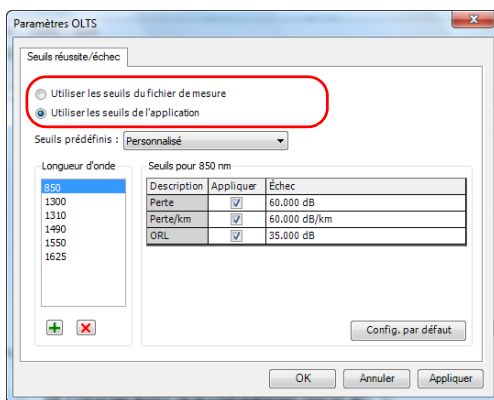 Paramètres OLTS
Seuils réussite/échec
Utiliser les seuils du fichier de mesure
Utiliser les seuils de l'application
Seuils prédéfinis : Personnalisé
Longueur d'onde
850
1300
1310
1490
1550
1625
Seuils pour 850 nm
Description Appliquer Échec
Perte 60.000 dB
Perte/km 60.000 dB/km
ORL 35.000 dB
Config. par défaut
OK Annuler Appliquer